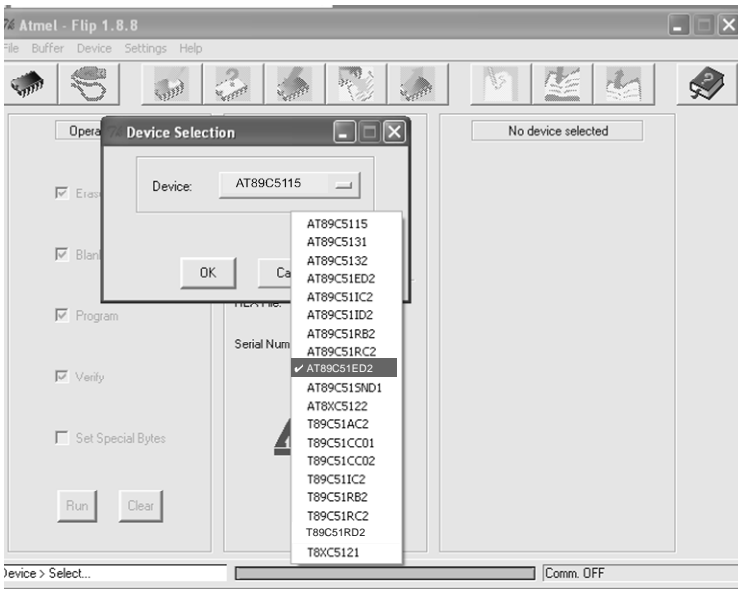 Atmel - Flip 1.8.8
File Buffer Device Settings Help
No device selected
Device Selection
Device:
AT89C5115
OK
AT89C5115
AT89C5131
AT89C5132
AT89C51ED2
AT89C51IC2
AT89C51ID2
AT89C51RB2
AT89C51RC2
✔ AT89C51ED2
AT89C51SND1
AT8XC5122
T89C51AC2
T89C51CC01
T89C51CC02
T89C51IC2
T89C51RB2
T89C51RC2
T89C51RD2
T8XC5121
Program
Verify
Set Special Bytes
Run
Clear
Serial Num
Device > Select...
Comm. OFF